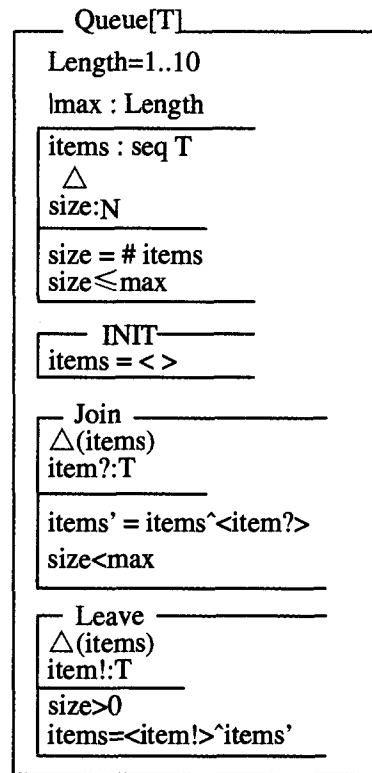 Queue[T]
Length=1..10
|max : Length
items : seq T
△
size:N
size = # items
size⩽max
INIT
items = < >
Join
△(items)
item?:T
items’ = items^<item?>
size<max
Leave
△(items)
item!:T
size>0
items=<item!>^items’